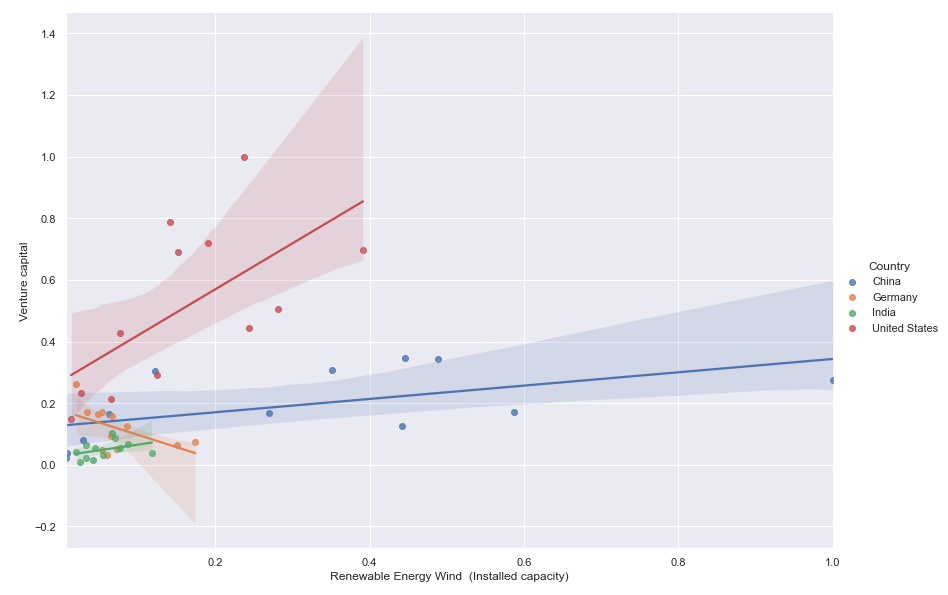 1.4
1.2
1.0
0.8
0.6
0.4
0.2
0.0
−0.2
Venture capital
0.2
0.4
0.6
0.8
1.0
Renewable Energy Wind  (Installed capacity)
Country
China
Germany
India
United States